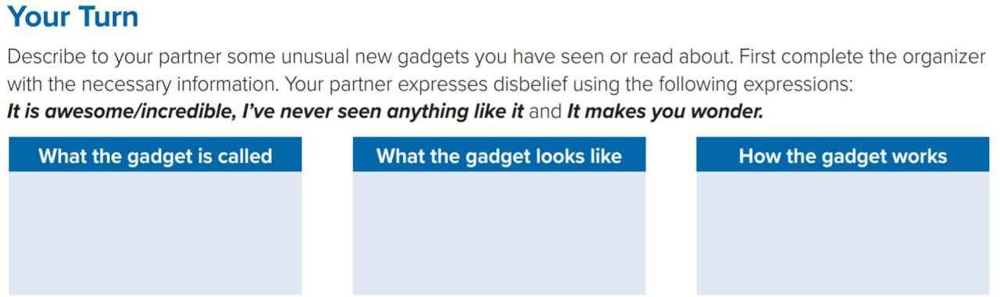 Your Turn
Describe to your partner some unusual new gadgets you have seen or read about. First complete the organizer
with the necessary information. Your partner expresses disbelief using the following expressions:
It is awesome/incredible, I’ve never seen anything like it and It makes you wonder.
What the gadget is called
What the gadget looks like
How the gadget works